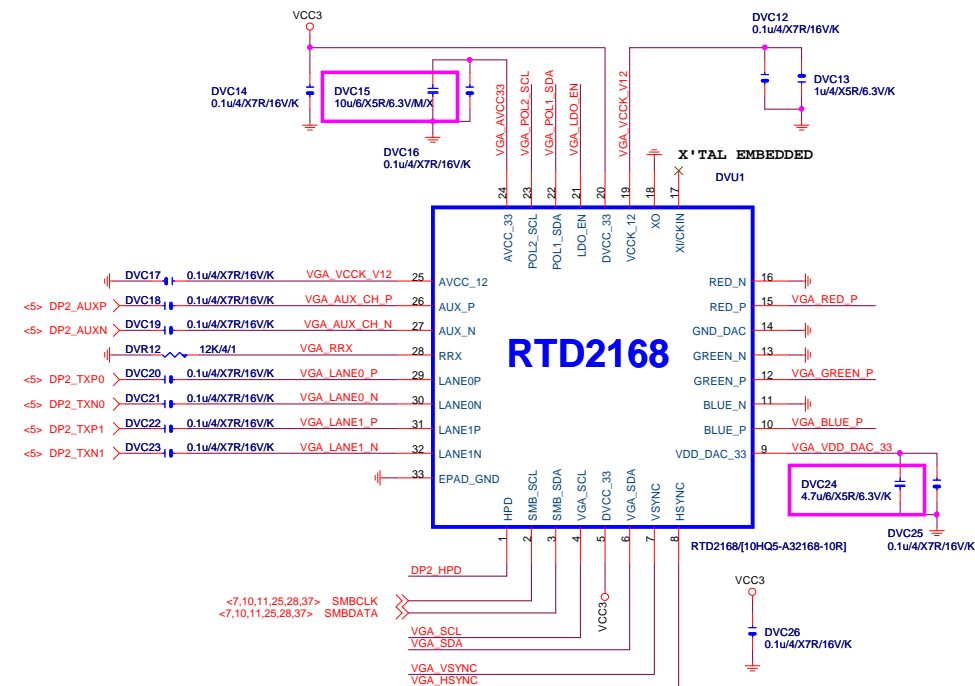 VCC3
DVC12
0.1u/4/X7R/16V/K
DVC14
0.1u/4/X7R/16V/K
DVC15
10u/6/X5R/6.3V/M/X
DVC13
1u/4/X5R/6.3V/K
DVC16
0.1u/4/X7R/16V/K
VGA_AVCC33
VGA_POL2_SCL
VGA_POL1_SDA
VGA_LDO_EN
VGA_VCCK_V12
X'TAL EMBEDDED
DVU1
24
23
22
21
20
19
18
17
AVCC_33
POL2_SCL
POL1_SDA
LDO_EN
DVCC_33
VCCK_12
XO
XI/CKIN
DVC17 0.1u/4/X7R/16V/K VGA_VCCK_V12 25 AVCC_12
<5> DP2_AUXP DVC18 0.1u/4/X7R/16V/K VGA_AUX_CH_P 26 AUX_P
<5> DP2_AUXN DVC19 0.1u/4/X7R/16V/K VGA_AUX_CH_N 27 AUX_N
DVR12 12K/4/1 VGA_RRX 28 RRX
<5> DP2_TXP0 DVC20 0.1u/4/X7R/16V/K VGA_LANE0_P 29 LANE0P
<5> DP2_TXN0 DVC21 0.1u/4/X7R/16V/K VGA_LANE0_N 30 LANE0N
<5> DP2_TXP1 DVC22 0.1u/4/X7R/16V/K VGA_LANE1_P 31 LANE1P
<5> DP2_TXN1 DVC23 0.1u/4/X7R/16V/K VGA_LANE1_N 32 LANE1N
33 EPAD_GND
RTD2168
RED_N 16
RED_P 15 VGA_RED_P
GND_DAC 14
GREEN_N 13
GREEN_P 12 VGA_GREEN_P
BLUE_N 11
BLUE_P 10 VGA_BLUE_P
VDD_DAC_33 9 VGA_VDD_DAC_33
DVC24
4.7u/6/X5R/6.3V/K
DVC25
0.1u/4/X7R/16V/K
HPD
SMB_SCL
SMB_SDA
VGA_SCL
DVCC_33
VGA_SDA
VSYNC
HSYNC
1
2
3
4
5
6
7
8
RTD2168/[10HQ5-A32168-10R]
DP2_HPD
<7,10,11,25,28,37> SMBCLK
<7,10,11,25,28,37> SMBDATA
VCC3
VGA_SCL
VGA_SDA
VGA_VSYNC
VGA_HSYNC
VCC3
DVC26
0.1u/4/X7R/16V/K